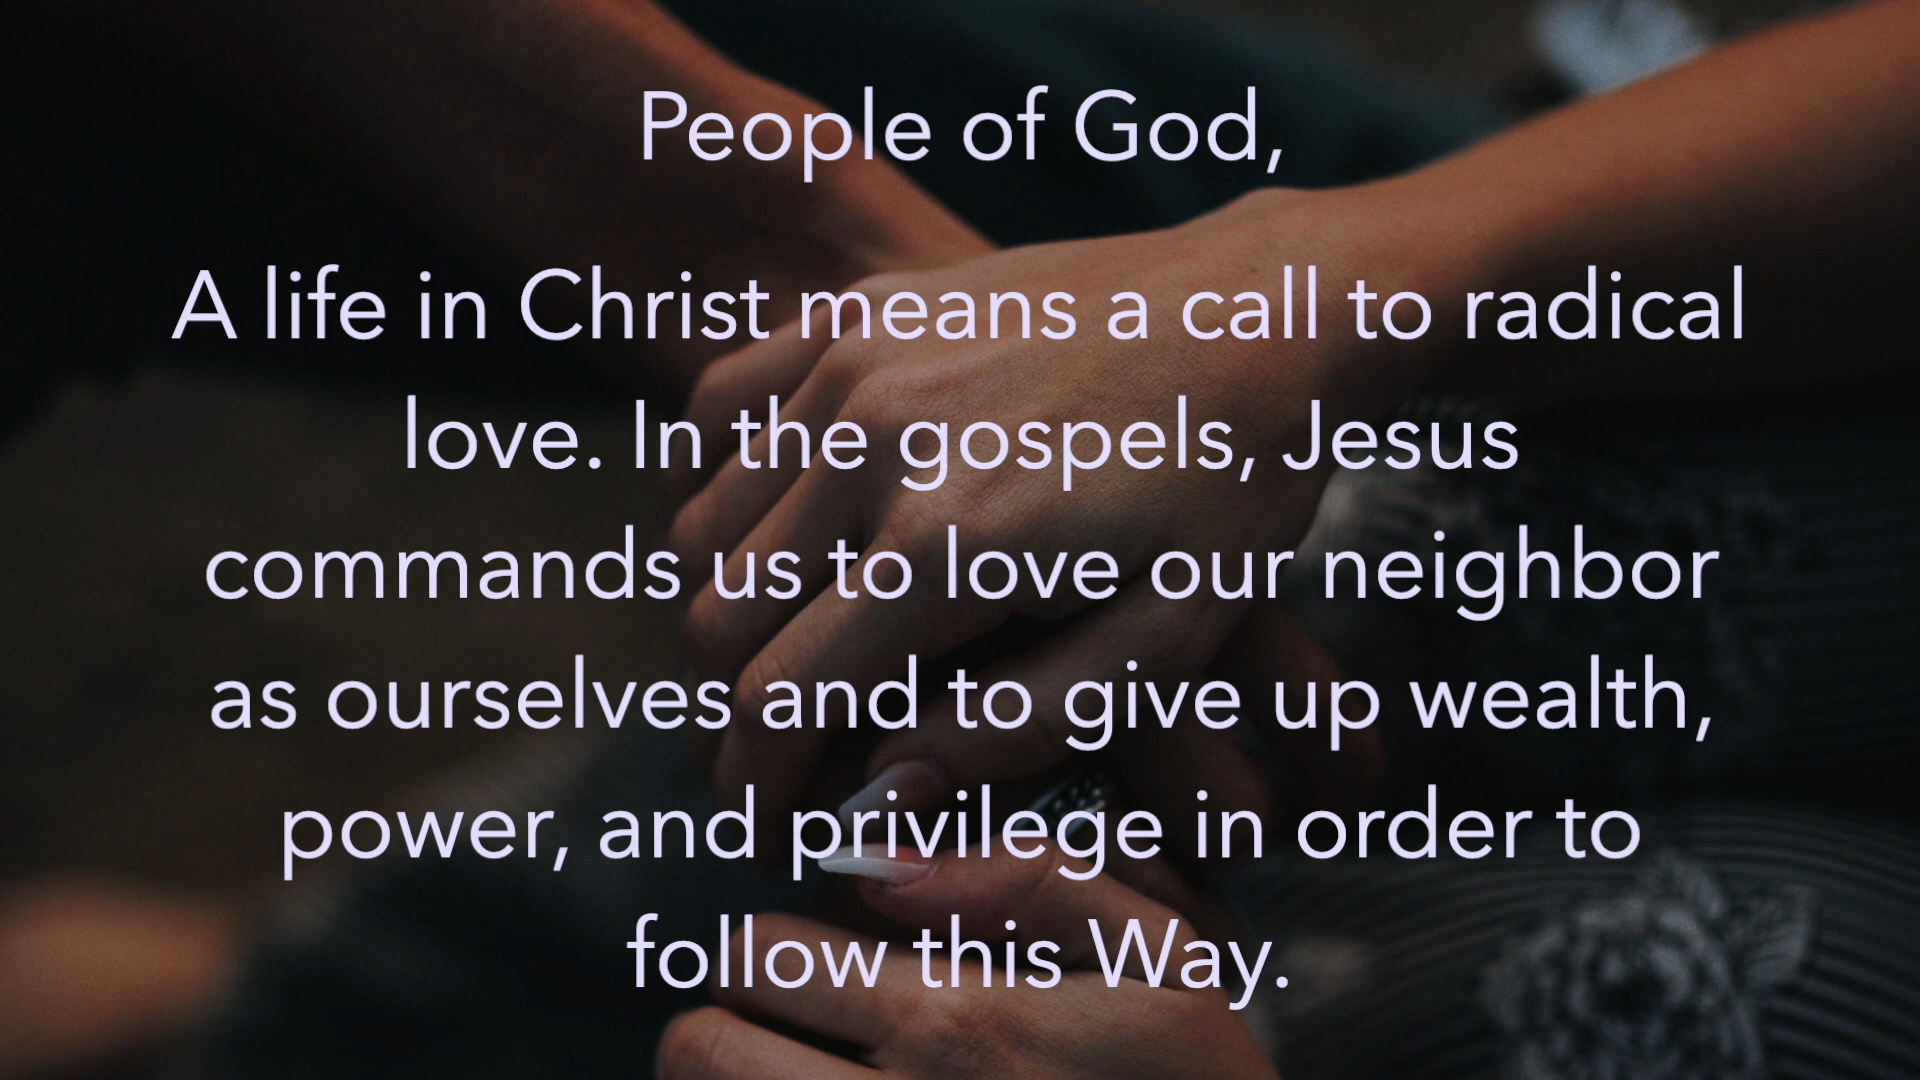 People of God,
A life in Christ means a call to radical
love. In the gospels, Jesus
commands us to love our neighbor
as ourselves and to give up wealth,
power, and privilege in order to
follow this Way.